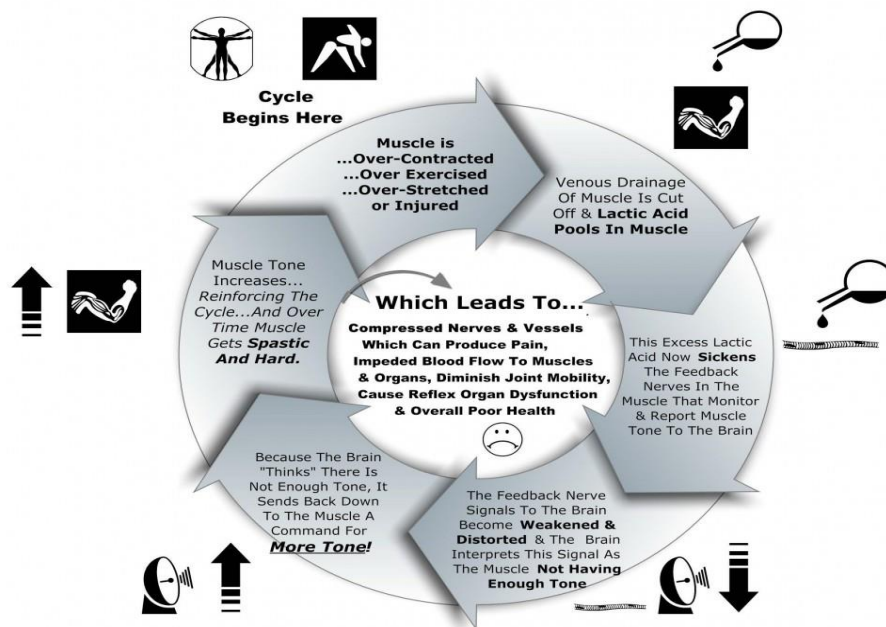 Cycle
Begins Here
Muscle is
...Over-Contracted
...Over Exercised
...Over-Stretched
or Injured
Venous Drainage
Of Muscle Is Cut
Off & Lactic Acid
Pools In Muscle
This Excess Lactic
Acid Now Sickens
The Feedback
Nerves In The
Muscle That Monitor
& Report Muscle
Tone To The Brain
The Feedback Nerve
Signals To The Brain
Become Weakened &
Distorted & The Brain
Interprets This Signal As
The Muscle Not Having
Enough Tone
Because The Brain
"Thinks" There Is
Not Enough Tone, It
Sends Back Down
To The Muscle A
Command For
More Tone!
Muscle Tone
Increases...
Reinforcing The
Cycle...And Over
Time Muscle
Gets Spastic
And Hard.
Which Leads To...
Compressed Nerves & Vessels
Which Can Produce Pain,
Impeded Blood Flow To Muscles
& Organs, Diminish Joint Mobility,
Cause Reflex Organ Dysfunction
& Overall Poor Health